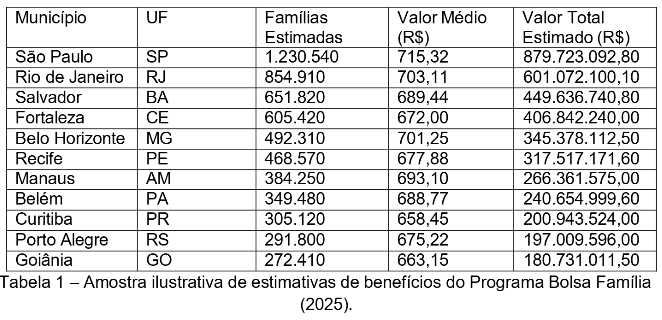 Município UF Famílias Estimadas Valor Médio (R$) Valor Total Estimado (R$)
São Paulo SP 1.230.540 715,32 879.723.092,80
Rio de Janeiro RJ 854.910 703,11 601.072.100,10
Salvador BA 651.820 689,44 449.636.740,80
Fortaleza CE 605.420 672,00 406.842.240,00
Belo Horizonte MG 492.310 701,25 345.378.112,50
Recife PE 468.570 677,88 317.517.171,60
Manaus AM 384.250 693,10 266.361.575,00
Belém PA 349.480 688,77 240.654.999,60
Curitiba PR 305.120 658,45 200.943.524,00
Porto Alegre RS 291.800 675,22 197.009.596,00
Goiânia GO 272.410 663,15 180.731.011,50
Tabela 1 – Amostra ilustrativa de estimativas de benefícios do Programa Bolsa Família
(2025).